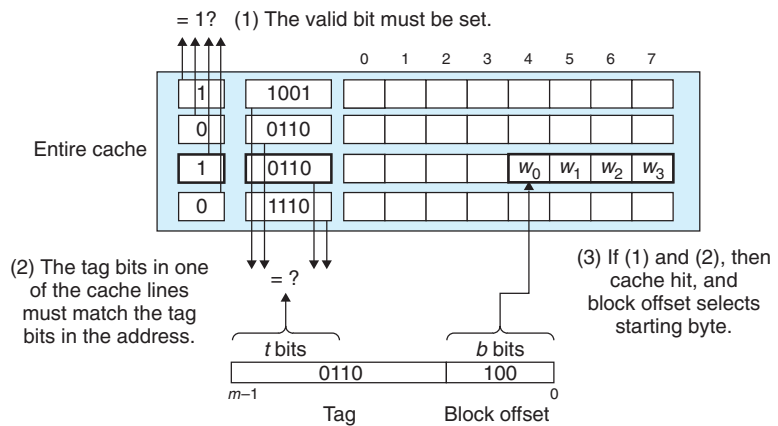 = 1? (1) The valid bit must be set.
0 1 2 3 4 5 6 7
1 1001
0 0110
Entire cache
1 0110 w0 w1 w2 w3
0 1110
(2) The tag bits in one
of the cache lines
must match the tag
bits in the address.
= ?
(3) If (1) and (2), then
cache hit, and
block offset selects
starting byte.
t bits b bits
0110 100
m–1 0
Tag Block offset